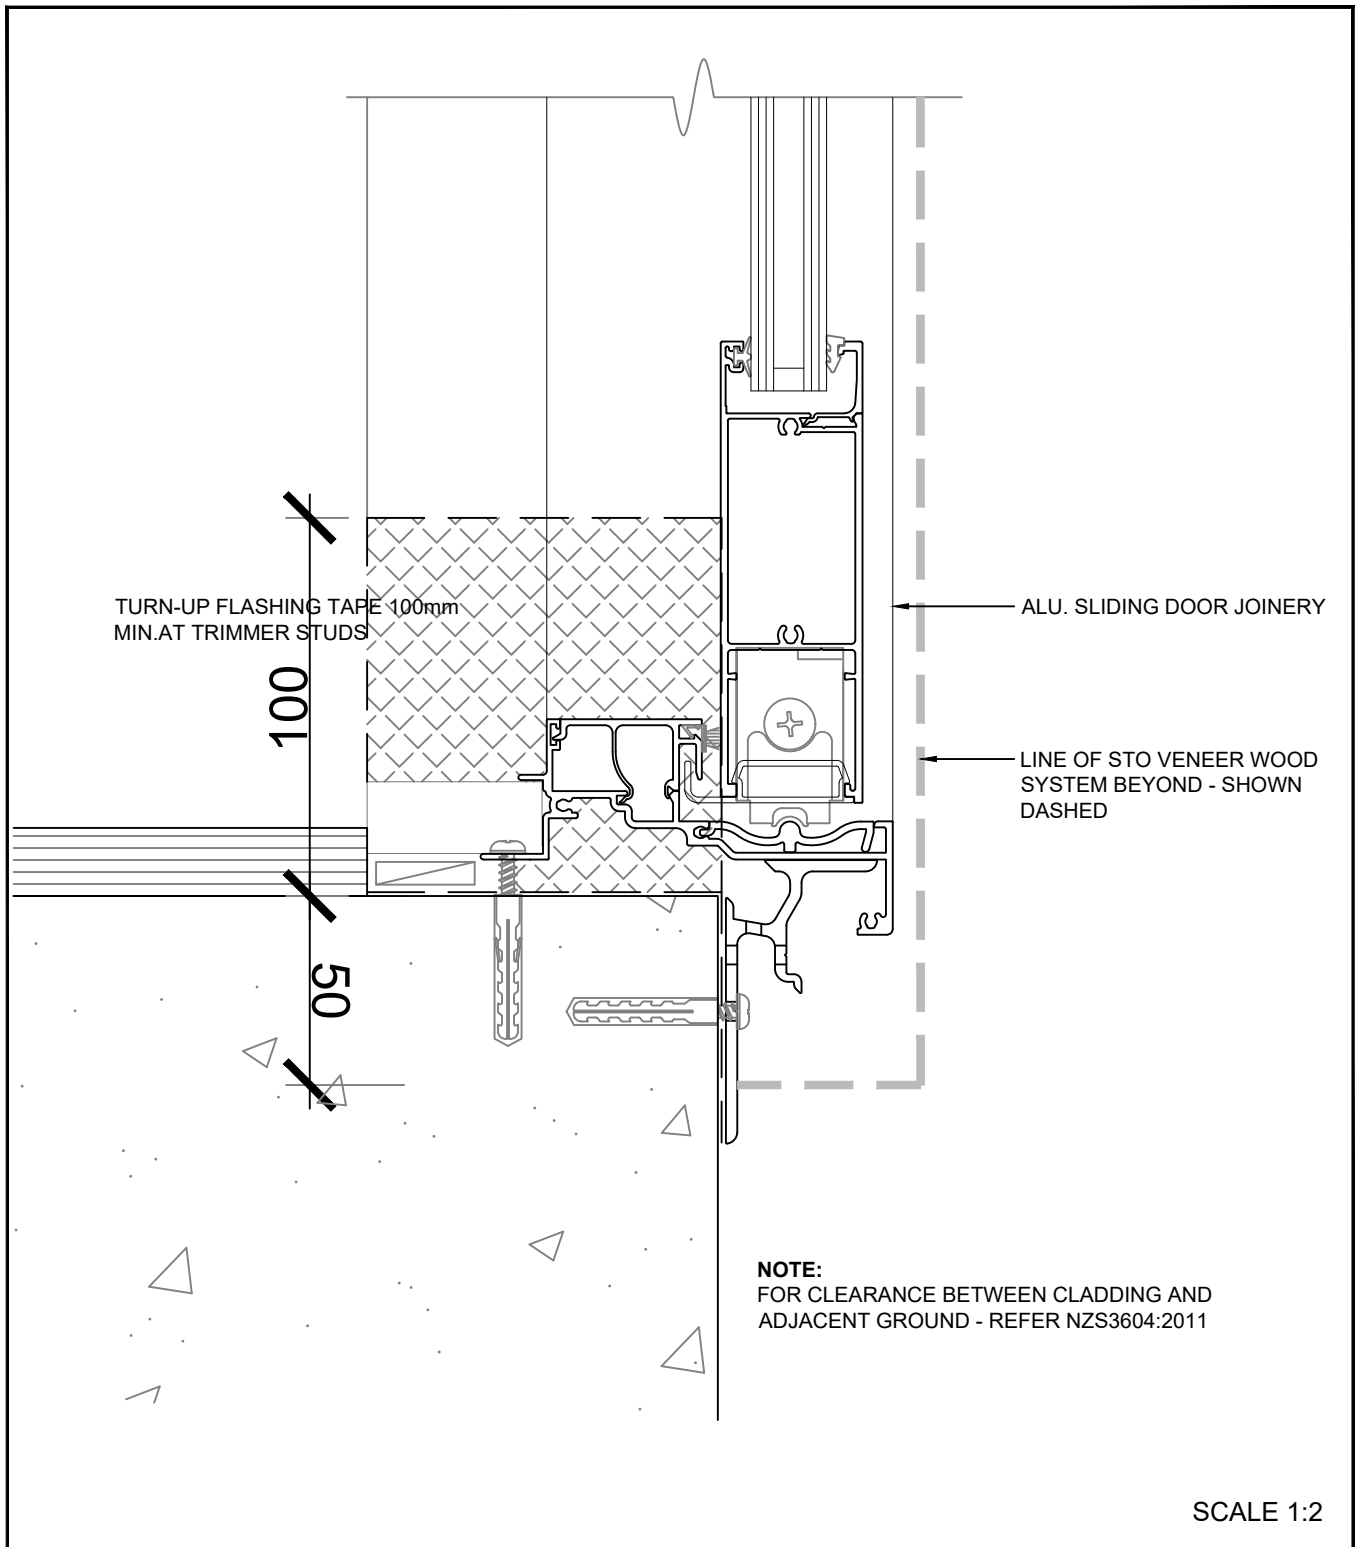 TURN-UP FLASHING TAPE 100mm
MIN.AT TRIMMER STUDS
ALU. SLIDING DOOR JOINERY
100
LINE OF STO VENEER WOOD
SYSTEM BEYOND - SHOWN
DASHED
50
NOTE:
FOR CLEARANCE BETWEEN CLADDING AND
ADJACENT GROUND - REFER NZS3604:2011
SCALE 1:2